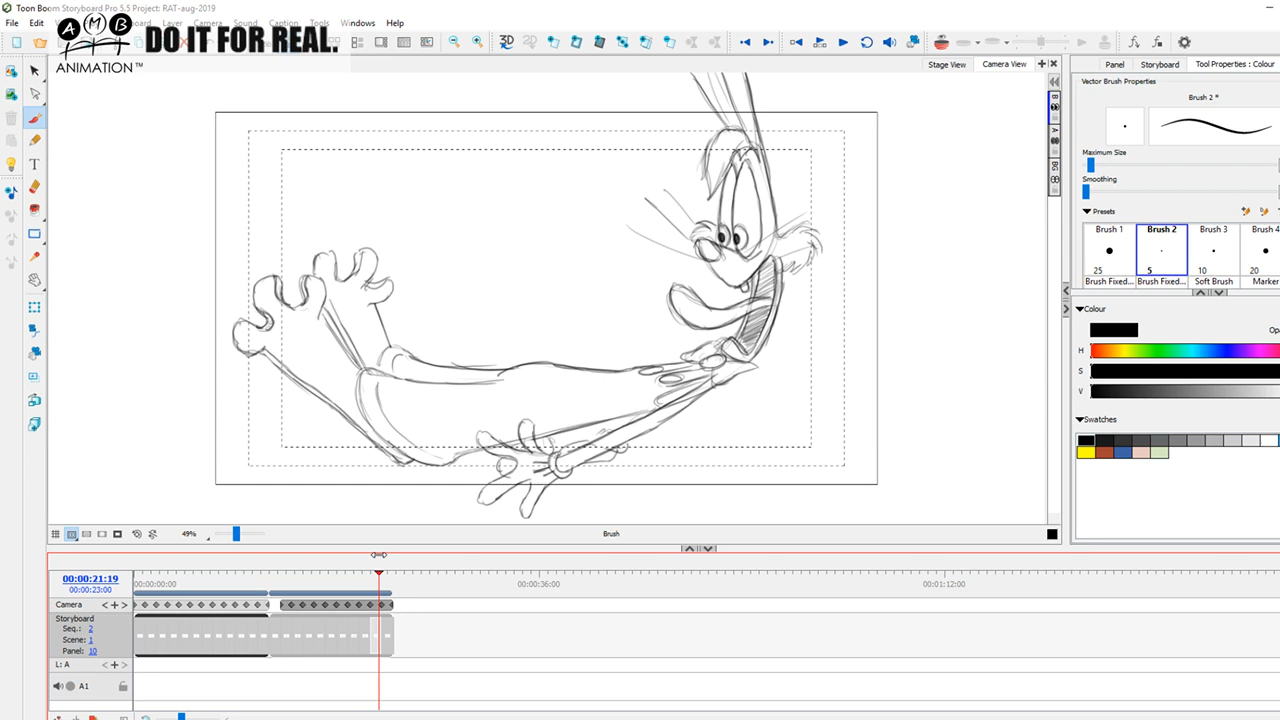 Toon Boom Storyboard Pro 5.5 Project: RAT-aug-2019
File Edit Layer Camera Sound Caption Tools Windows Help
AMB
ANIMATION™
DO IT FOR REAL.
3D
Stage View Camera View
Panel Storyboard Tool Properties : Colour
Vector Brush Properties
Brush 2 *
Maximum Size
Smoothing
Presets
Brush 1 Brush 2 Brush 3 Brush 4
25 5 10 20
Brush Fixed... Brush Fixed... Soft Brush Marker
Colour
Opa
H
S
V
Swatches
B
A
BG
T
49%
Brush
00:00:21:19
00:00:23:00
00:00:00:00 00:00:36:00 00:01:12:00
Camera
Storyboard
Seq.: 2
Scene: 1
Panel: 10
L: A
A1